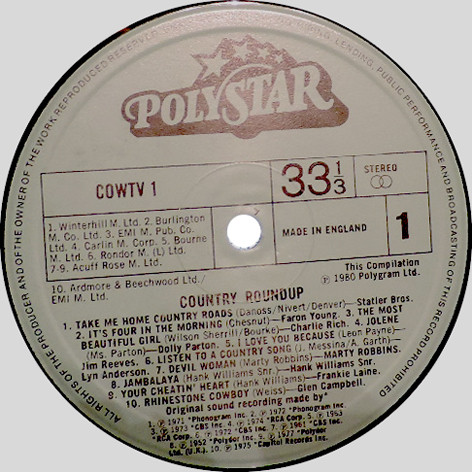 ALL RIGHTS OF THE PRODUCER AND OF THE OWNER OF THE WORK REPRODUCED RESERVED LENDING, PUBLIC PERFORMANCE AND BROADCASTING OF THIS RECORD PROHIBITED
POLYSTAR
COWTV 1
33 1/3
STEREO
1. Winterhill M. Ltd. 2. Burlington
M. Co. Ltd. 3. EMI M. Pub. Co.
Ltd. 4. Carlin M. Corp. 5. Bourne
M. Ltd. 6. Rondor M. (L) Ltd.
7-9. Acuff Rose M. Ltd.
MADE IN ENGLAND
1
10. Ardmore & Beechwood Ltd./
EMI M. Ltd.
This Compilation
℗ 1980 Polygram Ltd.
COUNTRY ROUNDUP
1. TAKE ME HOME COUNTRY ROADS (Danoss/Nivert/Denver) — Statler Bros.
2. IT'S FOUR IN THE MORNING (Chesnut) — Faron Young. 3. THE MOST
BEAUTIFUL GIRL (Wilson Sherrill/Bourke) — Charlie Rich. 4. JOLENE
(Ms. Parton) — Dolly Parton. 5. I LOVE YOU BECAUSE (Leon Payne) —
Jim Reeves. 6. LISTEN TO A COUNTRY SONG (J. Messina/A. Garth)
Lyn Anderson. 7. DEVIL WOMAN (Marty Robbins) — MARTY ROBBINS.
8. JAMBALAYA (Hank Williams Snr.) — Hank Williams Snr.
9. YOUR CHEATIN' HEART (Hank Williams) — Frankie Laine.
10. RHINESTONE COWBOY (Weiss) — Glen Campbell.
Original sound recording made by*
1. ℗ 1971 *Phonogram Inc. 2. ℗ 1972 *Phonogram Inc.
3. ℗ 1973 *CBS Inc. 4. ℗ 1974 *RCA Corp. 5. ℗ 1963
*RCA Corp. 6. ℗ 1972 *CBS Inc. 7. ℗ 1961 *CBS Inc.
8. ℗ 1952 *Polydor Inc. 9. ℗ 1977 *Polydor
Ltd. (U.K.). 10. ℗ 1975 *Capitol Records Inc.